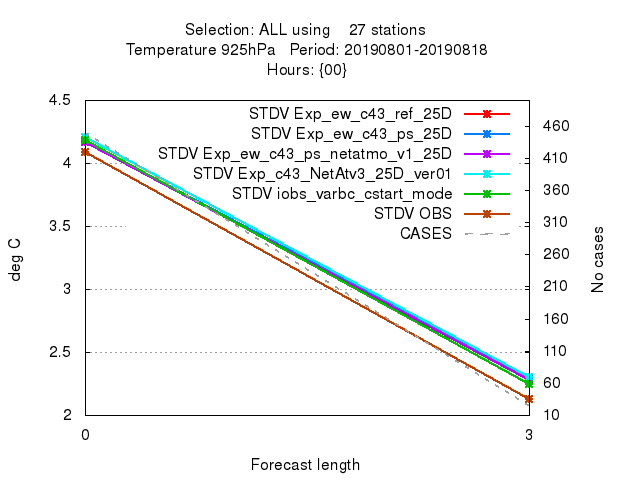 Selection: ALL using    27 stations
Temperature 925hPa   Period: 20190801-20190818
Hours: {00}
STDV Exp_ew_c43_ref_25D
STDV Exp_ew_c43_ps_25D
STDV Exp_ew_c43_ps_netatmo_v1_25D
STDV Exp_c43_NetAtv3_25D_ver01
STDV iobs_varbc_cstart_mode
STDV OBS
CASES
deg C
4.5
4
3.5
3
2.5
2
0
3
Forecast length
460
410
360
310
260
210
160
110
60
10
No cases